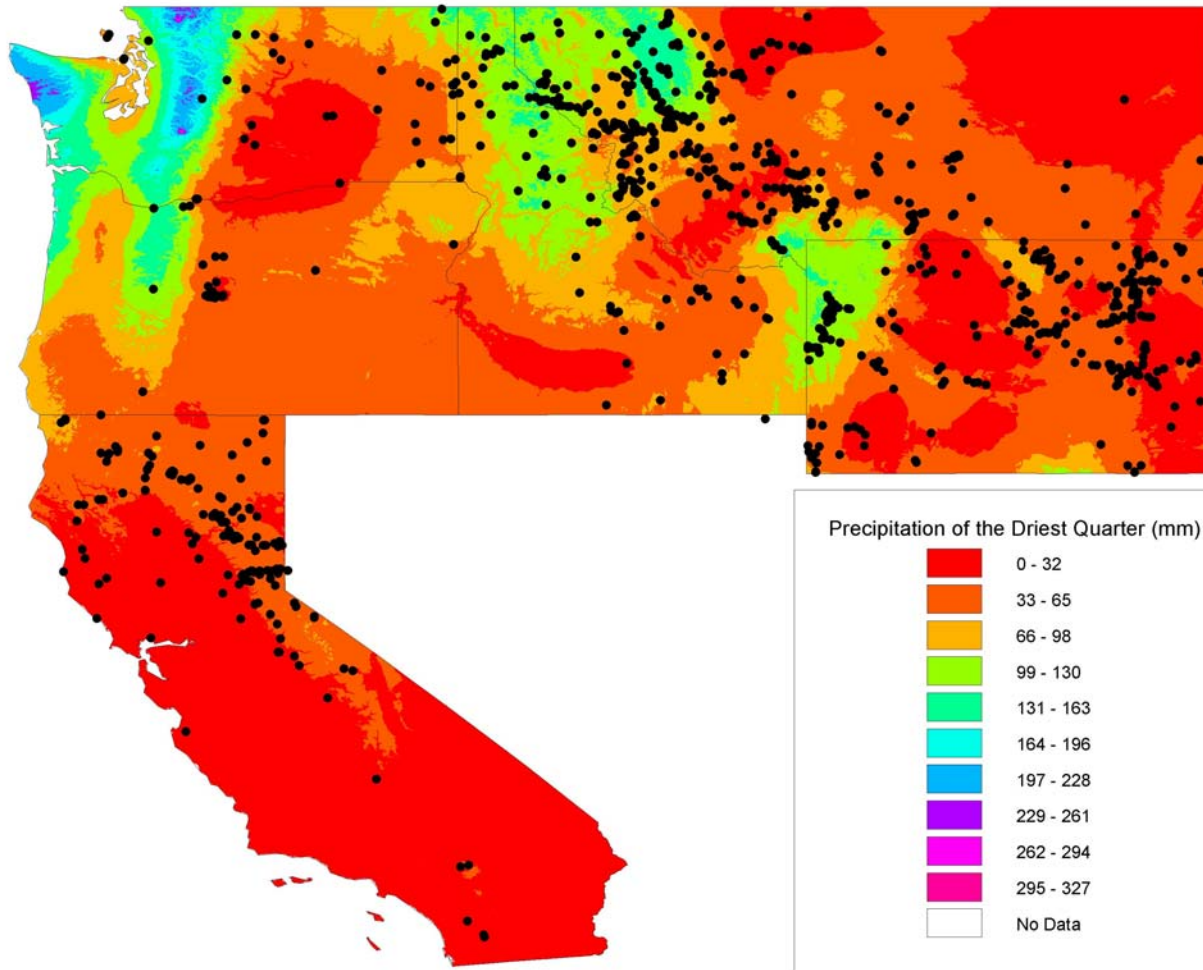 Precipitation of the Driest Quarter (mm)
0 - 32
33 - 65
66 - 98
99 - 130
131 - 163
164 - 196
197 - 228
229 - 261
262 - 294
295 - 327
No Data